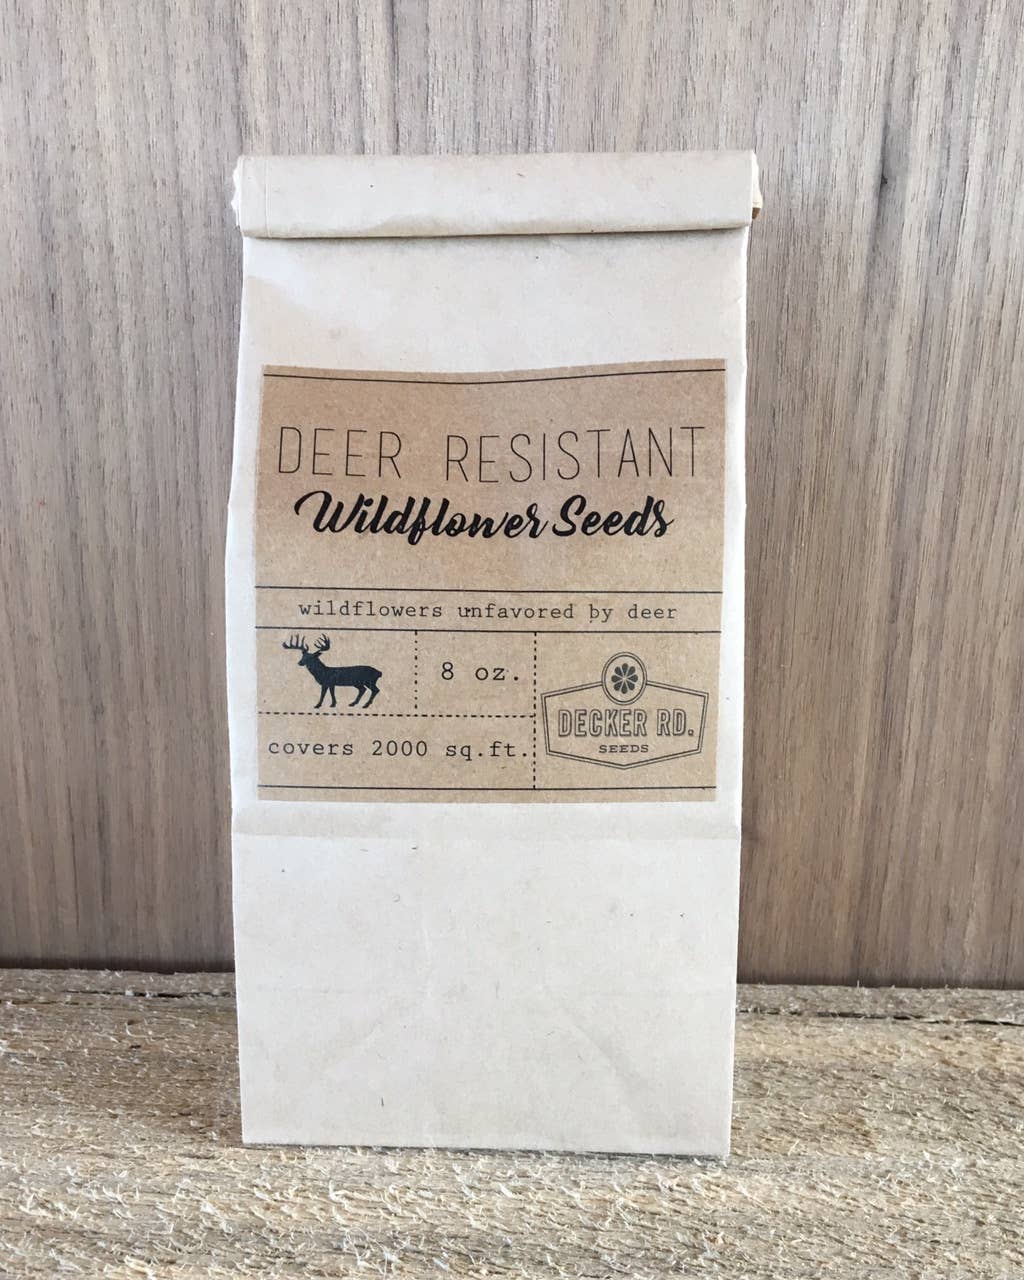 DEER RESISTANT
Wildflower Seeds
wildflowers unfavored by deer
8 oz.
covers 2000 sq.ft.
DECKER RD.
SEEDS